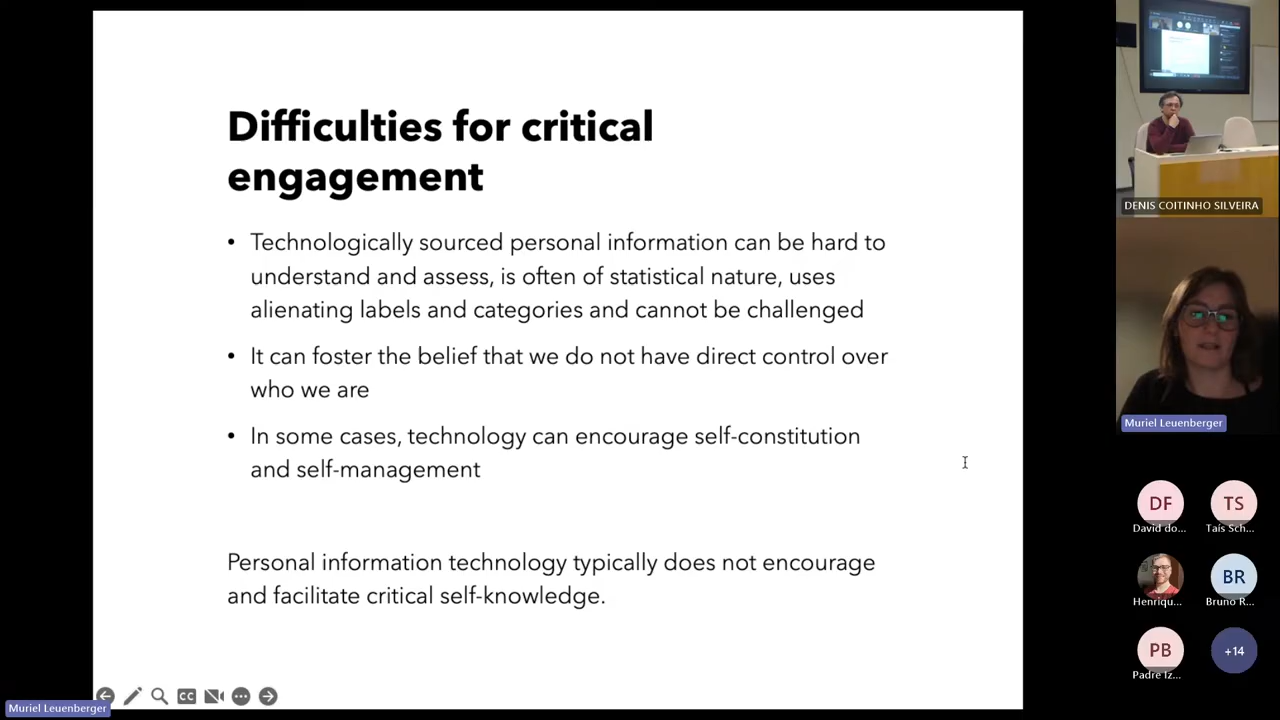 Difficulties for critical
engagement
• Technologically sourced personal information can be hard to
understand and assess, is often of statistical nature, uses
alienating labels and categories and cannot be challenged
• It can foster the belief that we do not have direct control over
who we are
• In some cases, technology can encourage self-constitution
and self-management
Personal information technology typically does not encourage
and facilitate critical self-knowledge.
CC
Muriel Leuenberger
DENIS COITINHO SILVEIRA
Muriel Leuenberger
DF TS
David do... Taís Sch...
BR
Henriqu... Bruno R...
PB +14
Padre Iz...